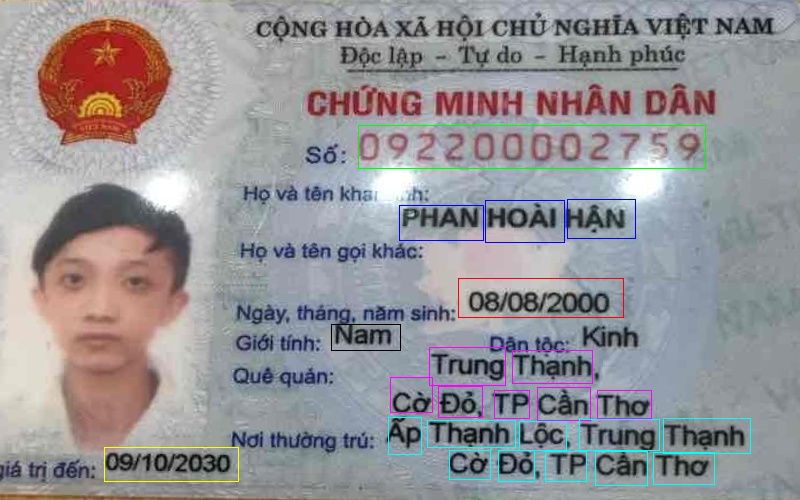 CỘNG HÒA XÃ HỘI CHỦ NGHĨA VIỆT NAM
Độc lập - Tự do - Hạnh phúc
CHỨNG MINH NHÂN DÂN
Số: 092200002759
Họ và tên khai sinh:
PHAN HOÀI HẬN
Họ và tên gọi khác:
Ngày, tháng, năm sinh: 08/08/2000
Giới tính: Nam Dân tộc: Kinh
Quê quán: Trung Thạnh,
Cờ Đỏ, TP Cần Thơ
Nơi thường trú: Ấp Thạnh Lộc, Trung Thạnh
Cờ Đỏ, TP Cần Thơ
giá trị đến: 09/10/2030
VIỆT NAM